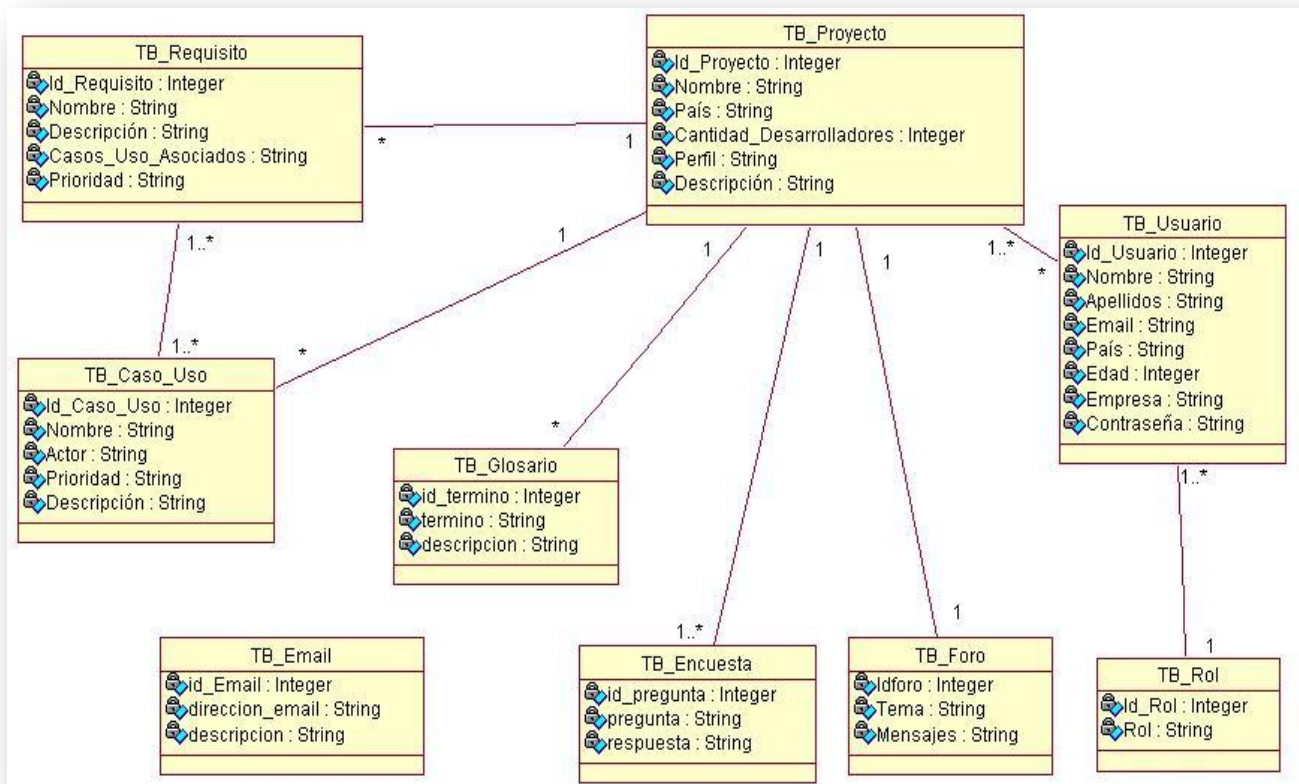 TB_Requisito
Id_Requisito : Integer
Nombre : String
Descripción : String
Casos_Uso_Asociados : String
Prioridad : String
TB_Proyecto
Id_Proyecto : Integer
Nombre : String
País : String
Cantidad_Desarrolladores : Integer
Perfil : String
Descripción : String
*
1
1..*
1
1
1
1
1..*
*
TB_Usuario
Id_Usuario : Integer
Nombre : String
Apellidos : String
Email : String
País : String
Edad : Integer
Empresa : String
Contraseña : String
1..*
*
TB_Caso_Uso
Id_Caso_Uso : Integer
Nombre : String
Actor : String
Prioridad : String
Descripción : String
*
TB_Glosario
id_termino : Integer
termino : String
descripcion : String
1..*
1..*
1
1
TB_Email
id_Email : Integer
direccion_email : String
descripcion : String
TB_Encuesta
id_pregunta : Integer
pregunta : String
respuesta : String
TB_Foro
Idforo : Integer
Tema : String
Mensajes : String
TB_Rol
Id_Rol : Integer
Rol : String